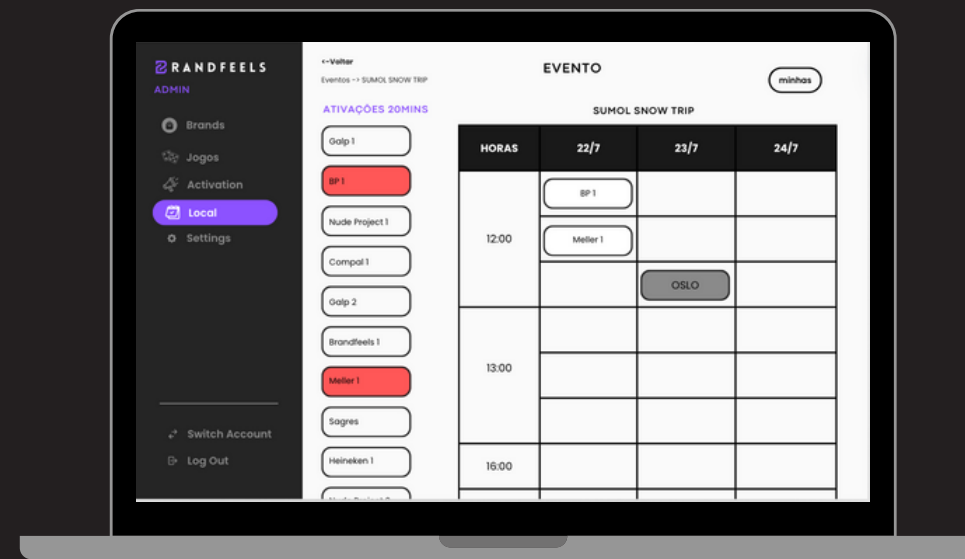 BRANDFEELS
ADMIN
Brands
Jogos
Activation
Local
Settings
Switch Account
Log Out
<-Voltar
Eventos -> SUMOL SNOW TRIP
EVENTO
minhas
ATIVAÇÕES 20MINS
Galp 1
BP 1
Nude Project 1
Compal 1
Galp 2
Brandfeels 1
Meller 1
Sagres
Heineken 1
SUMOL SNOW TRIP
HORAS 22/7 23/7 24/7
BP 1
12:00 Meller 1
OSLO
13:00
16:00